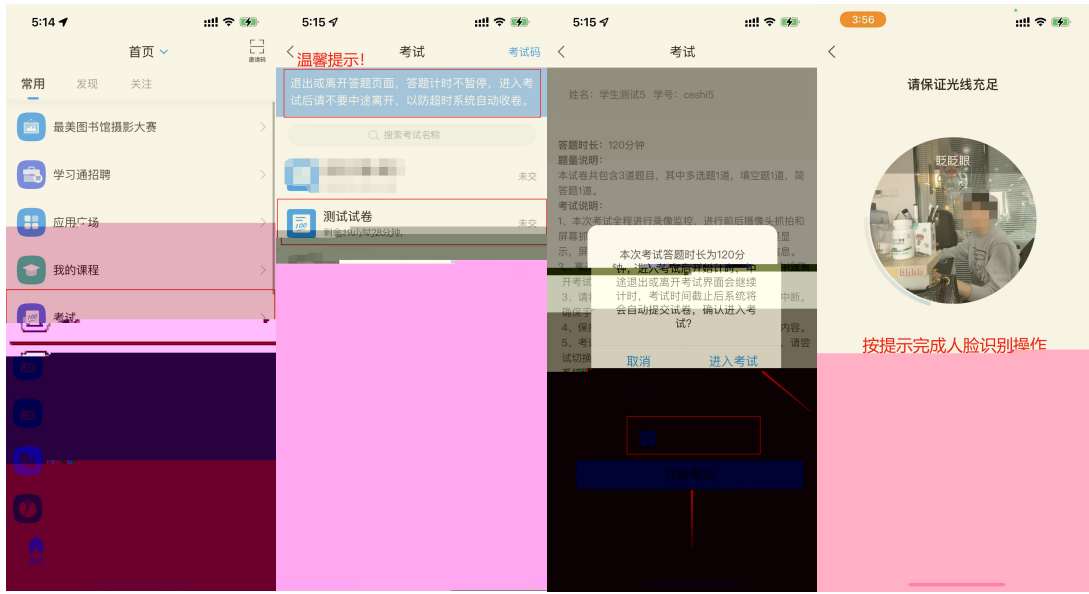 5:14
首页
邀请码
常用
发现
关注
最美图书馆摄影大赛
学习通招聘
应用广场
我的课程
考试
5:15
考试
考试码
温馨提示!
退出或离开答题页面,答题计时不暂停,进入考
试后请不要中途离开,以防超时系统自动收卷。
搜索考试名称
未交
测试试卷
未交
5:15
考试
姓名:学生测试5 学号:ceshi5
答题时长:120分钟
题量说明:
本试卷共包含3道题目,其中多选题1道,填空题1道,简
答题1道。
考试说明:
1、本次考试全程进行录像监控,进行前后摄像头抓拍和
本次考试答题时长为120分
钟,进入考试后开始计时,中
途退出或离开考试界面会继续
计时,考试时间截止后系统将
会自动提交试卷,确认进入考
试?
取消
进入考试
3:56
请保证光线充足
眨眨眼
按提示完成人脸识别操作